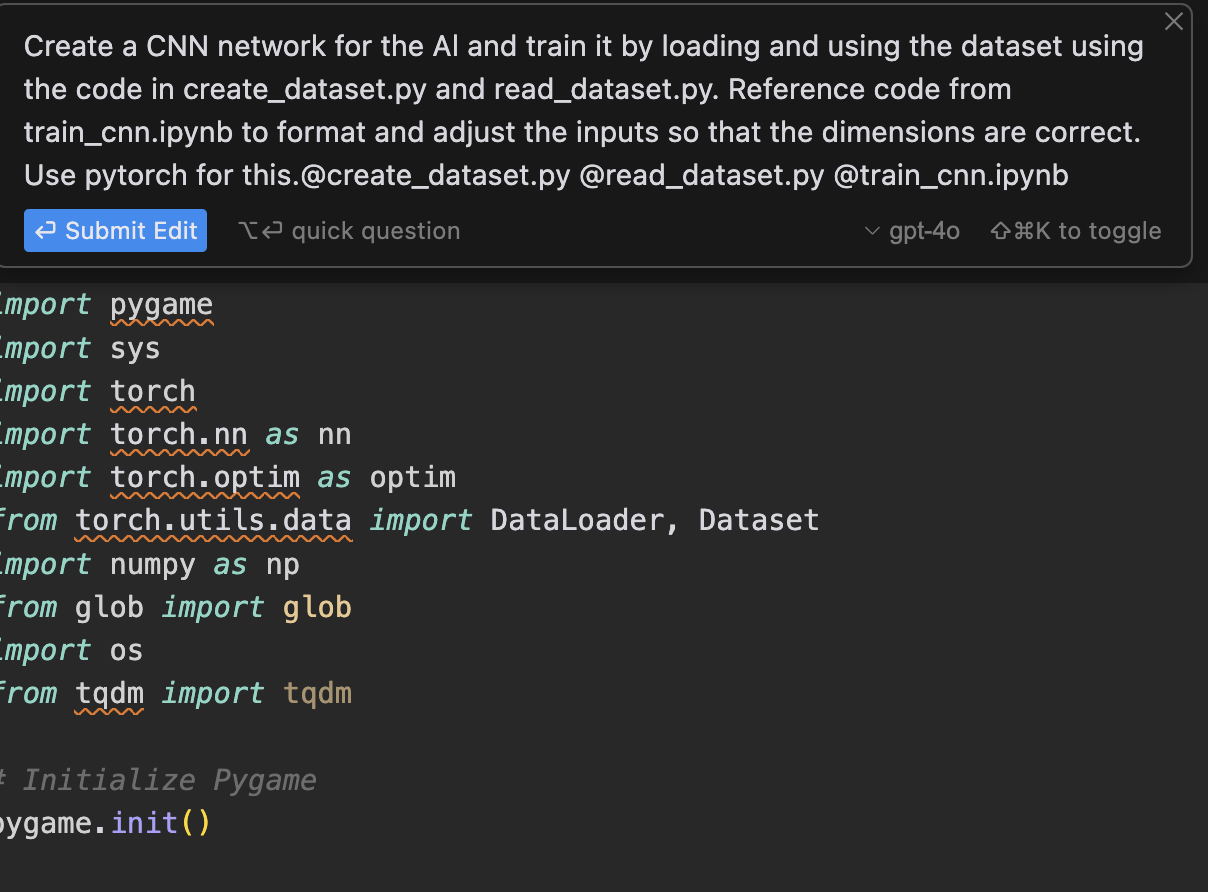 Create a CNN network for the AI and train it by loading and using the dataset using
the code in create_dataset.py and read_dataset.py. Reference code from
train_cnn.ipynb to format and adjust the inputs so that the dimensions are correct.
Use pytorch for this.@create_dataset.py @read_dataset.py @train_cnn.ipynb
⏎ Submit Edit ⌥⏎ quick question gpt-4o ⇧⌘K to toggle
import pygame
import sys
import torch
import torch.nn as nn
import torch.optim as optim
from torch.utils.data import DataLoader, Dataset
import numpy as np
from glob import glob
import os
from tqdm import tqdm
# Initialize Pygame
pygame.init()